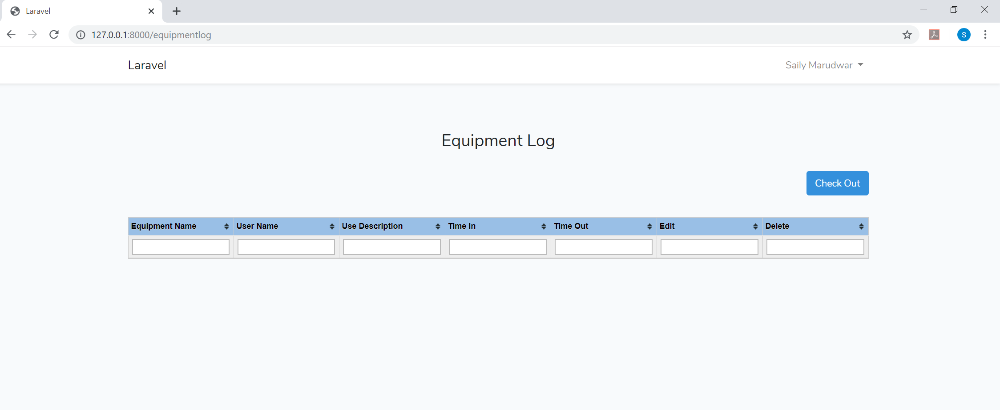 Laravel
127.0.0.1:8000/equipmentlog
S
Laravel
Saily Marudwar
Equipment Log
Check Out
Equipment Name User Name Use Description Time In Time Out Edit Delete